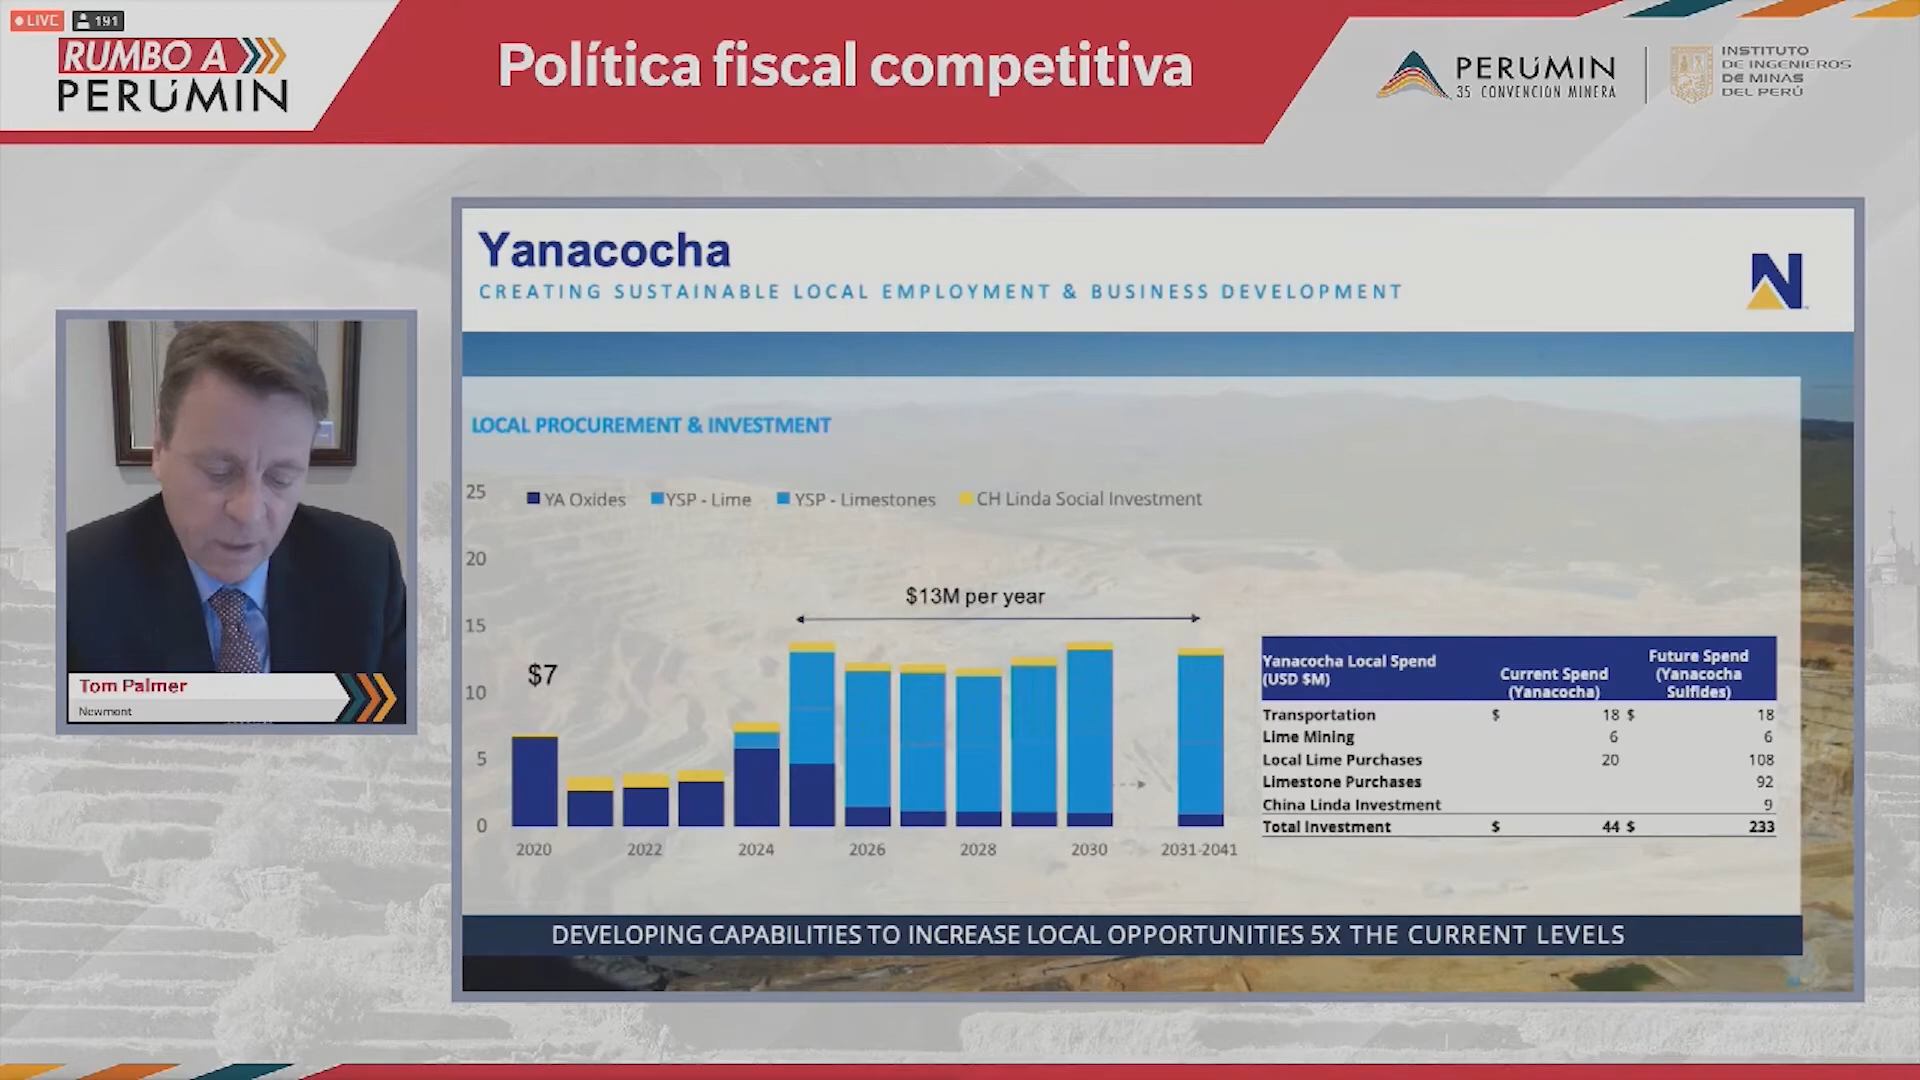 LIVE 191
RUMBO A
PERÚMIN
Política fiscal competitiva
PERÚMIN
35 CONVENCIÓN MINERA
INSTITUTO
DE INGENIEROS
DE MINAS
DEL PERÚ
Yanacocha
CREATING SUSTAINABLE LOCAL EMPLOYMENT & BUSINESS DEVELOPMENT
N
Tom Palmer
Newmont
LOCAL PROCUREMENT & INVESTMENT
YA Oxides YSP - Lime YSP - Limestones CH Linda Social Investment
25
20
15
10
5
0
$13M per year
$7
2020 2022 2024 2026 2028 2030 2031-2041
Yanacocha Local Spend
(USD $M)
Current Spend
(Yanacocha)
Future Spend
(Yanacocha
Sulfides)
Transportation $ 18 $ 18
Lime Mining 6 6
Local Lime Purchases 20 108
Limestone Purchases 92
China Linda Investment 9
Total Investment $ 44 $ 233
DEVELOPING CAPABILITIES TO INCREASE LOCAL OPPORTUNITIES 5X THE CURRENT LEVELS